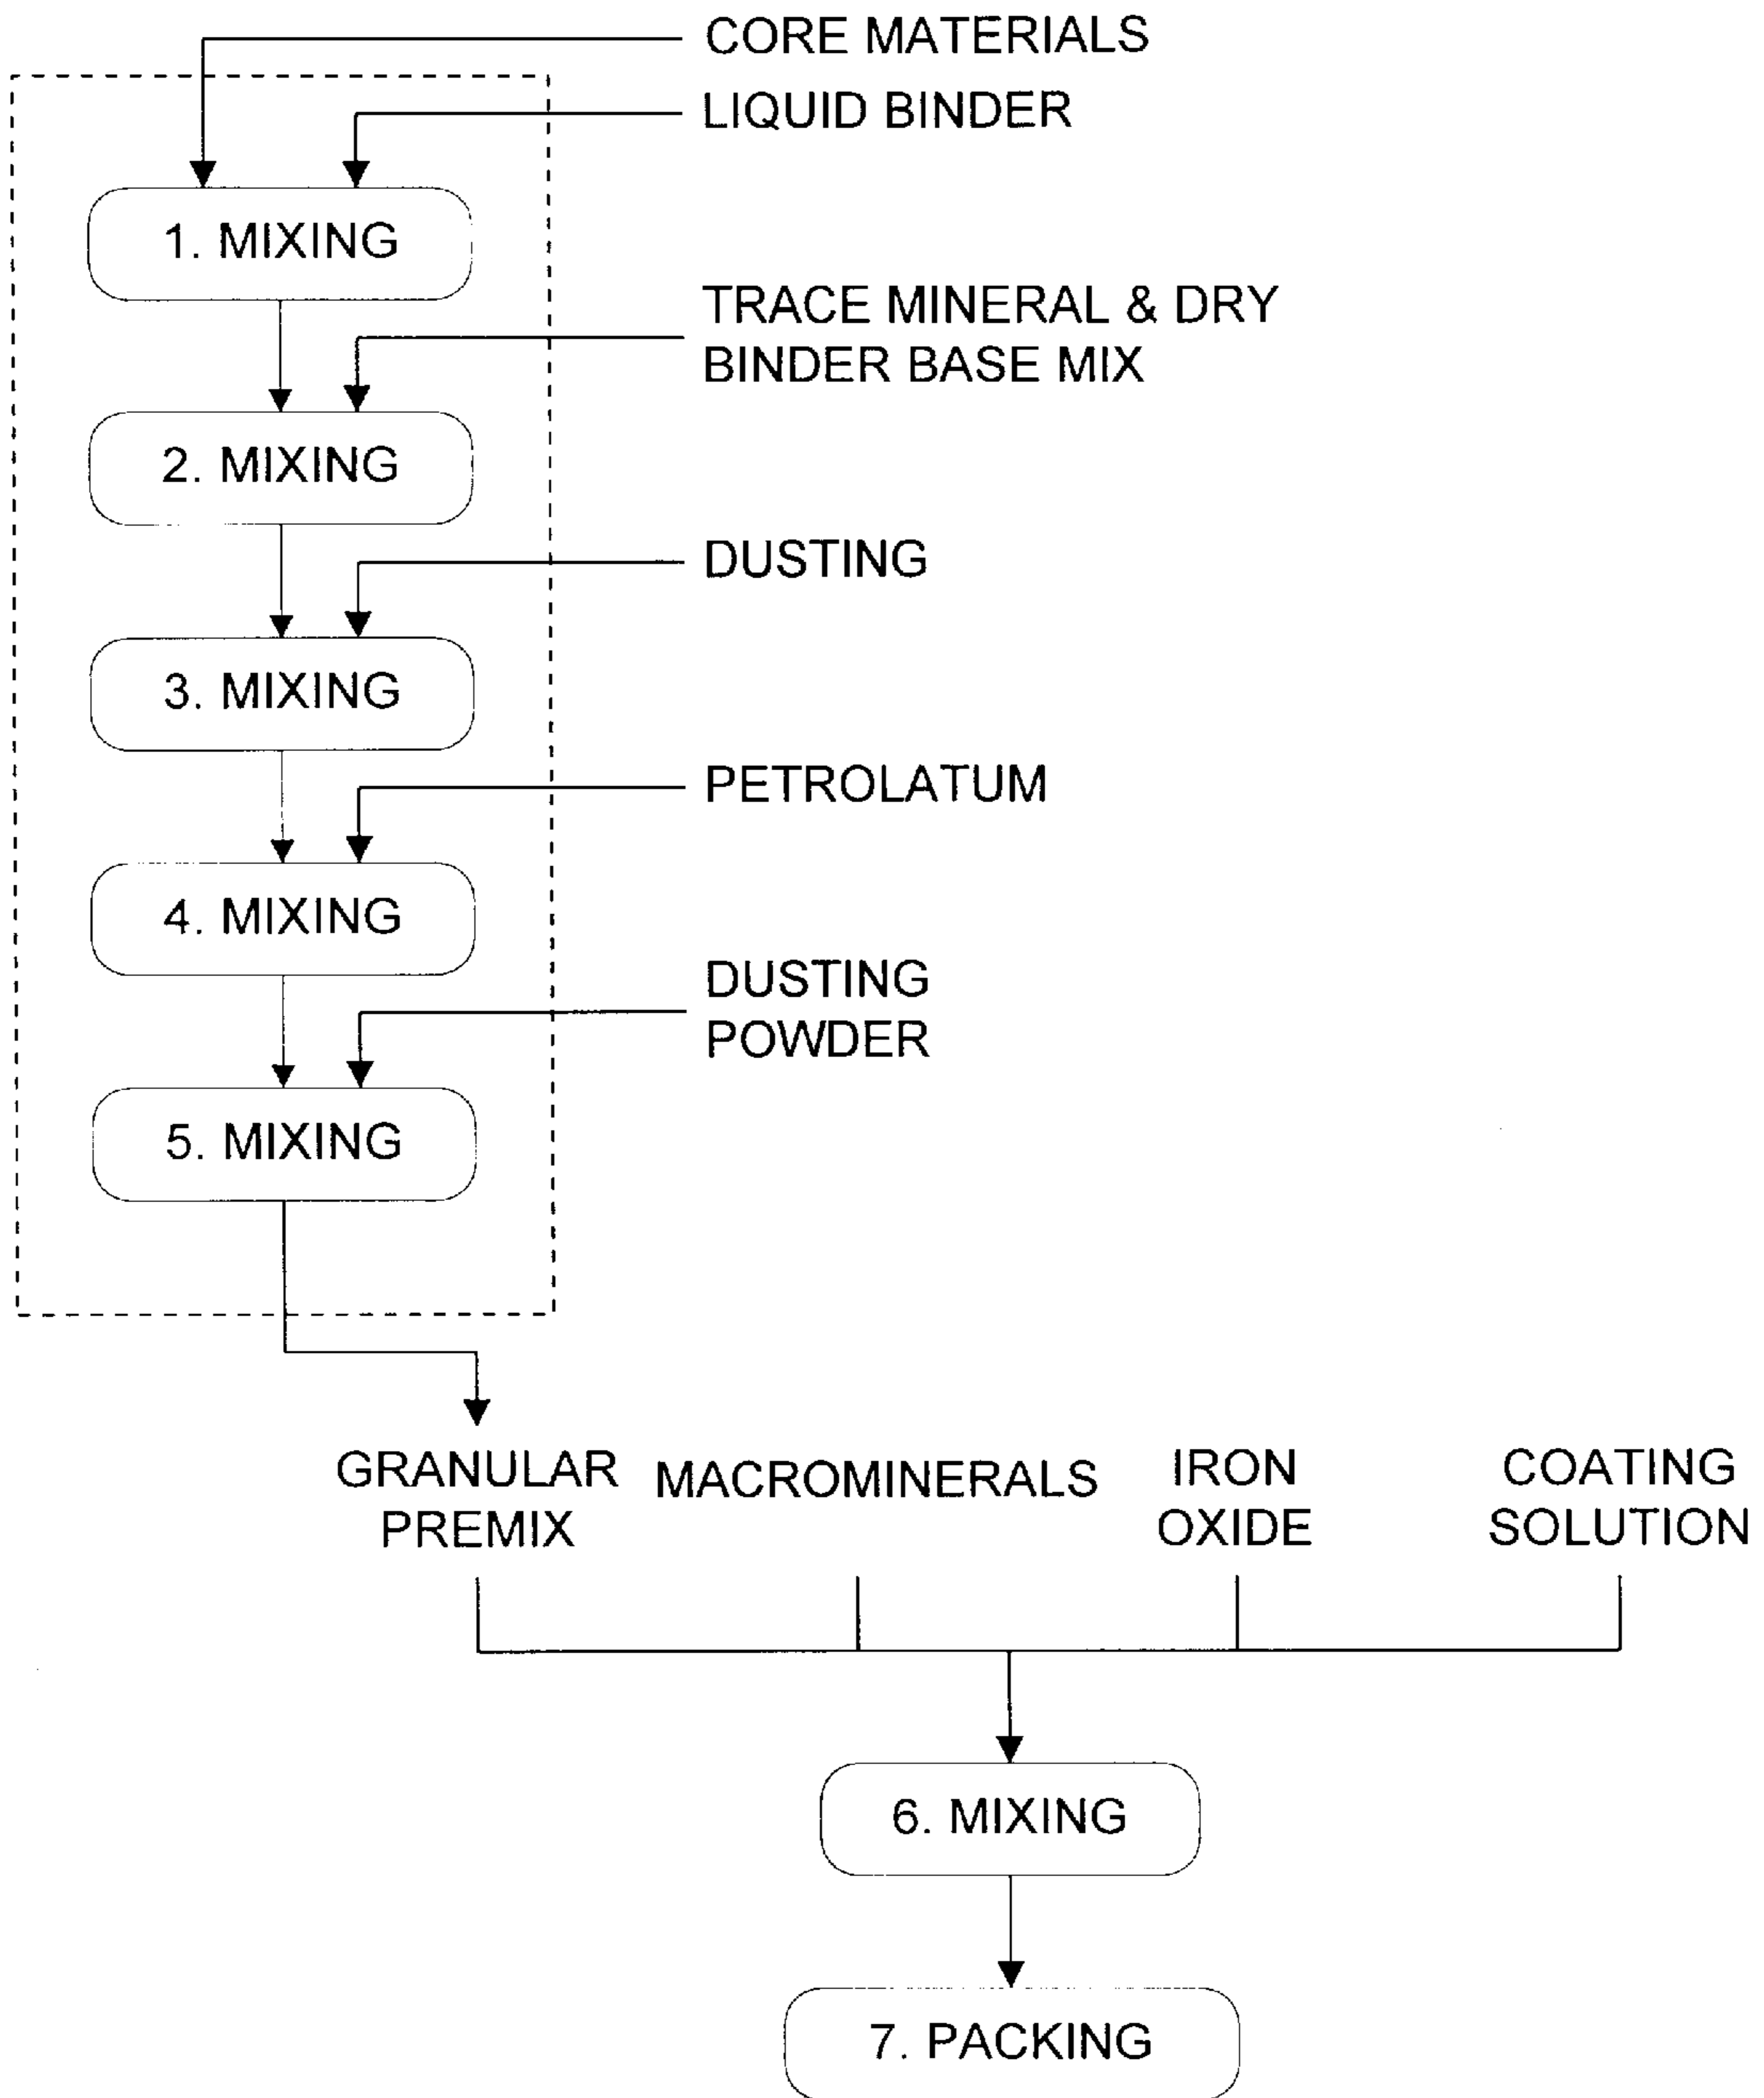 CORE MATERIALS
LIQUID BINDER
1. MIXING
TRACE MINERAL & DRY
BINDER BASE MIX
2. MIXING
DUSTING
3. MIXING
PETROLATUM
4. MIXING
DUSTING
POWDER
5. MIXING
GRANULAR
PREMIX
MACROMINERALS
IRON
OXIDE
COATING
SOLUTION
6. MIXING
7. PACKING